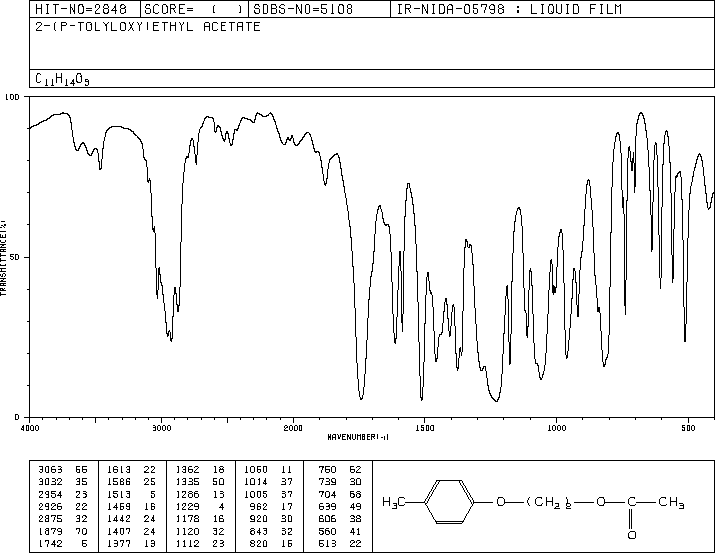 HIT-NO=2848 SCORE= ( ) SDBS-NO=5108 IR-NIDA-05798 : LIQUID FILM
2-(P-TOLYLOXY)ETHYL ACETATE
C11H14O3
100
50
0
TRANSMITTANCE(%)
4000 3000 2000 1500 1000 500
WAVENUMBER(-1)
3063 66 1613 22 1362 18 1060 11 750 62
3032 35 1586 25 1335 50 1014 37 739 30
2954 23 1513 5 1286 13 1005 37 704 68
2926 22 1459 16 1229 4 962 17 639 49
2875 32 1442 24 1178 16 920 30 606 38
1879 70 1407 24 1120 32 843 32 560 41
1742 5 1377 13 1112 23 820 15 513 22
H3C O (CH2)2 O C CH3
O